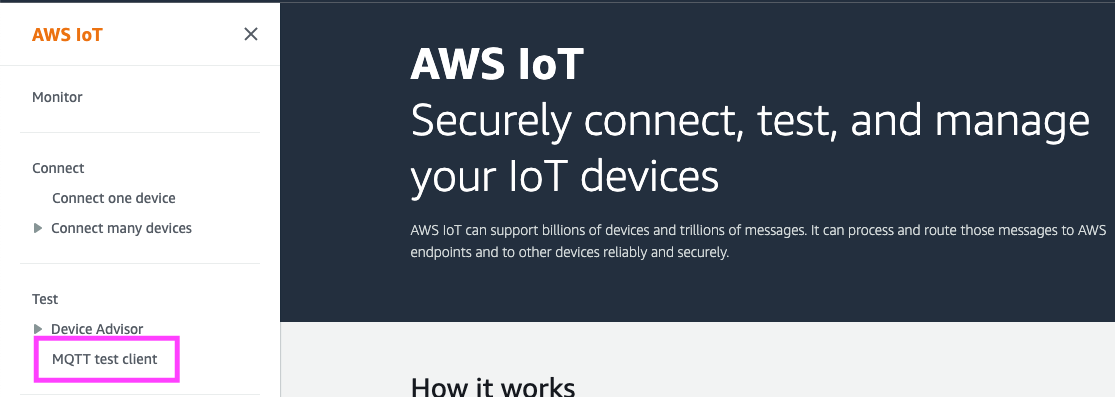 AWS IoT
Monitor
Connect
Connect one device
Connect many devices
Test
Device Advisor
MQTT test client
AWS IoT
Securely connect, test, and manage
your IoT devices
AWS IoT can support billions of devices and trillions of messages. It can process and route those messages to AWS
endpoints and to other devices reliably and securely.
How it works